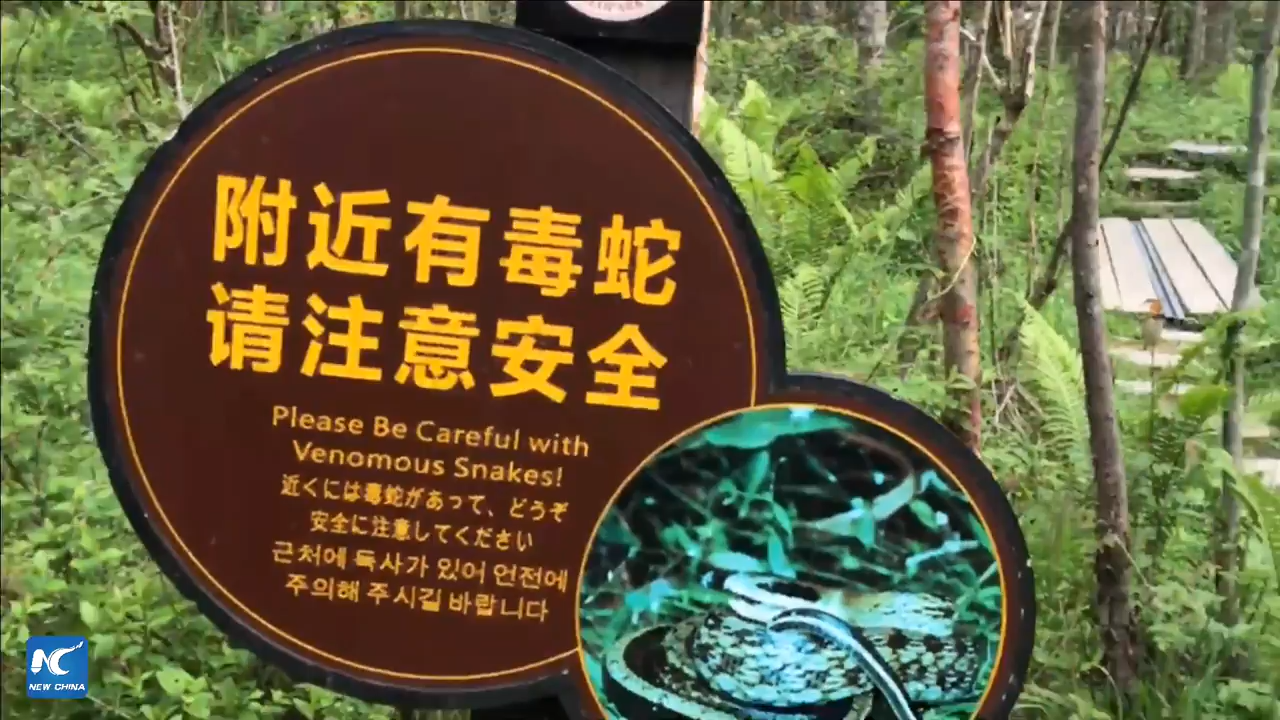 附近有毒蛇
请注意安全
Please Be Careful with
Venomous Snakes!
近くには毒蛇があって、どうぞ
安全に注意してください
근처에 독사가 있어 언전에
주의해 주시길 바랍니다
NC
NEW CHINA